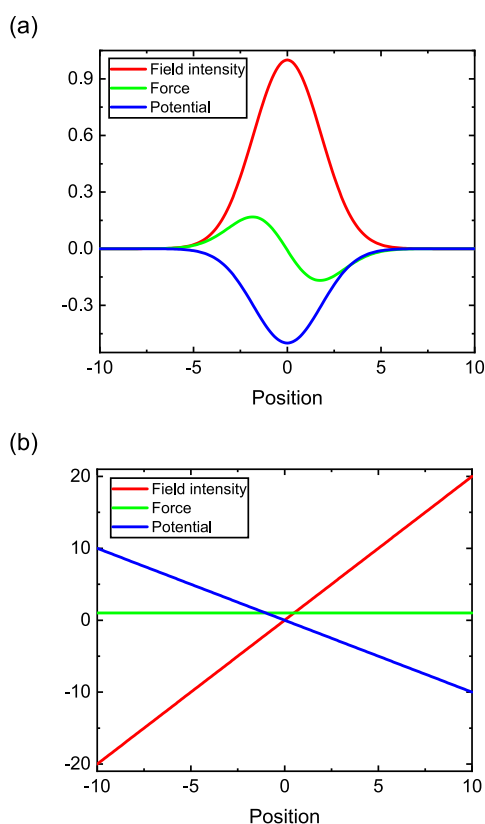 (a)
Field intensity
Force
Potential
0.9
0.6
0.3
0.0
-0.3
-10 -5 0 5 10
Position
(b)
Field intensity
Force
Potential
20
10
0
-10
-20
-10 -5 0 5 10
Position